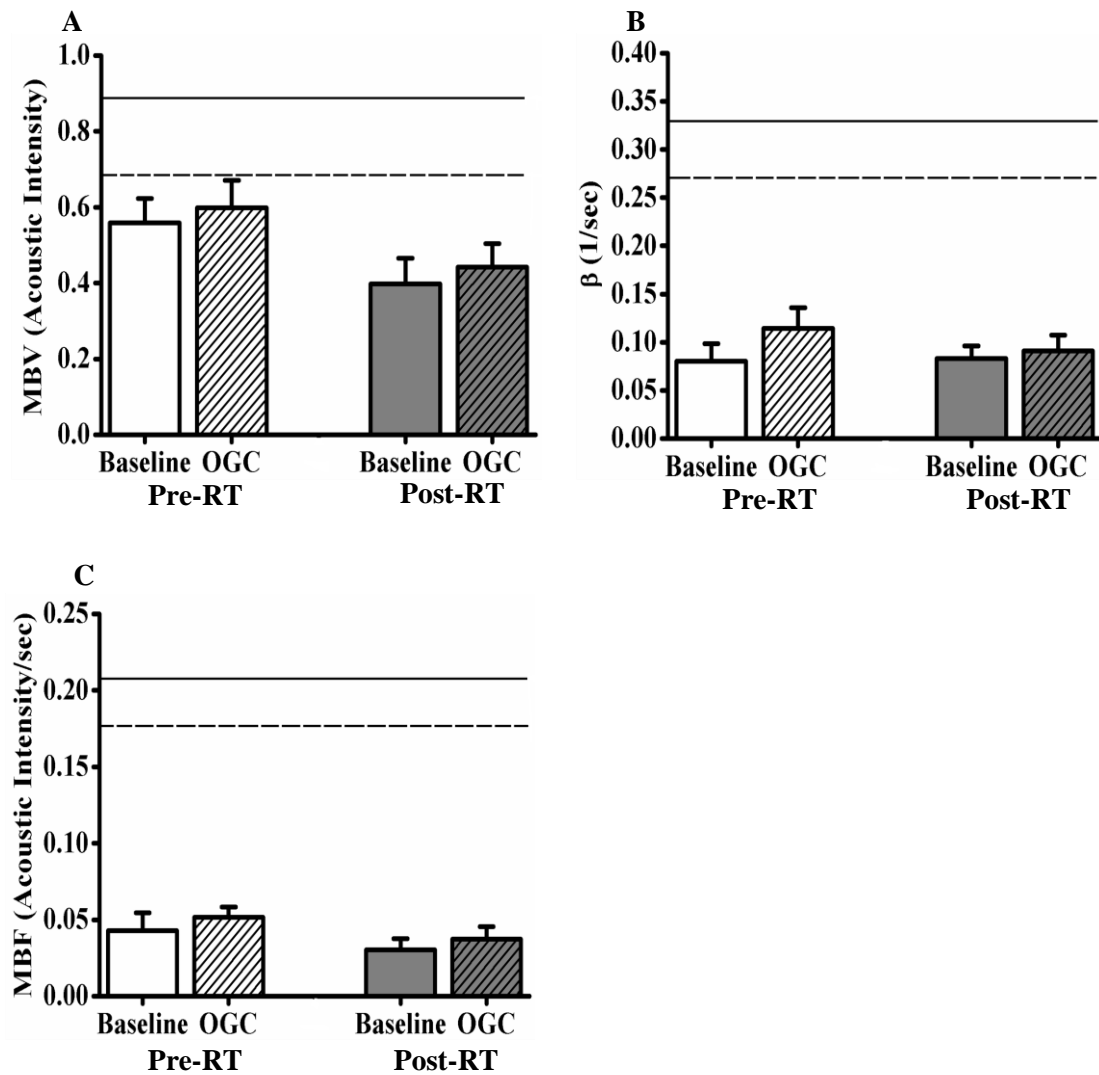 A
MBV (Acoustic Intensity)
1.0
0.8
0.6
0.4
0.2
0.0
Baseline OGC Baseline OGC
Pre-RT Post-RT
B
β (1/sec)
0.40
0.35
0.30
0.25
0.20
0.15
0.10
0.05
0.00
Baseline OGC Baseline OGC
Pre-RT Post-RT
C
MBF (Acoustic Intensity/sec)
0.25
0.20
0.15
0.10
0.05
0.00
Baseline OGC Baseline OGC
Pre-RT Post-RT